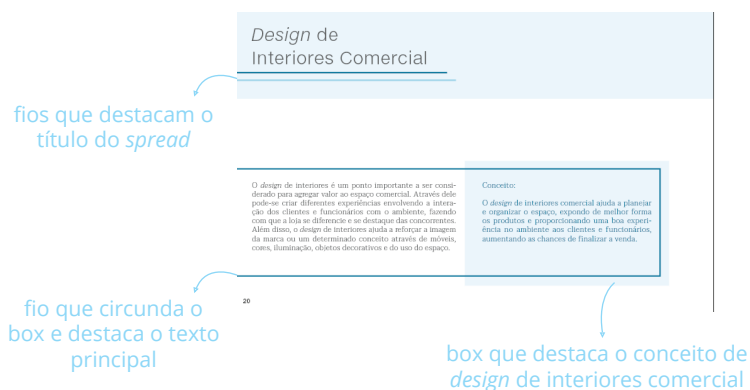 Design de
Interiores Comercial
fios que destacam o
título do spread
O design de interiores é um ponto importante a ser consi-
derado para agregar valor ao espaço comercial. Através dele
pode-se criar diferentes experiências envolvendo a intera-
ção dos clientes e funcionários com o ambiente, fazendo
com que a loja se diferencie e se destaque das concorrentes.
Além disso, o design de interiores ajuda a reforçar a imagem
da marca ou um determinado conceito através de móveis,
cores, iluminação, objetos decorativos e do uso do espaço.
Conceito:
O design de interiores comercial ajuda a planejar
e organizar o espaço, expondo de melhor forma
os produtos e proporcionando uma boa experi-
ência no ambiente aos clientes e funcionários,
aumentando as chances de finalizar a venda.
20
fio que circunda o
box e destaca o texto
principal
box que destaca o conceito de
design de interiores comercial